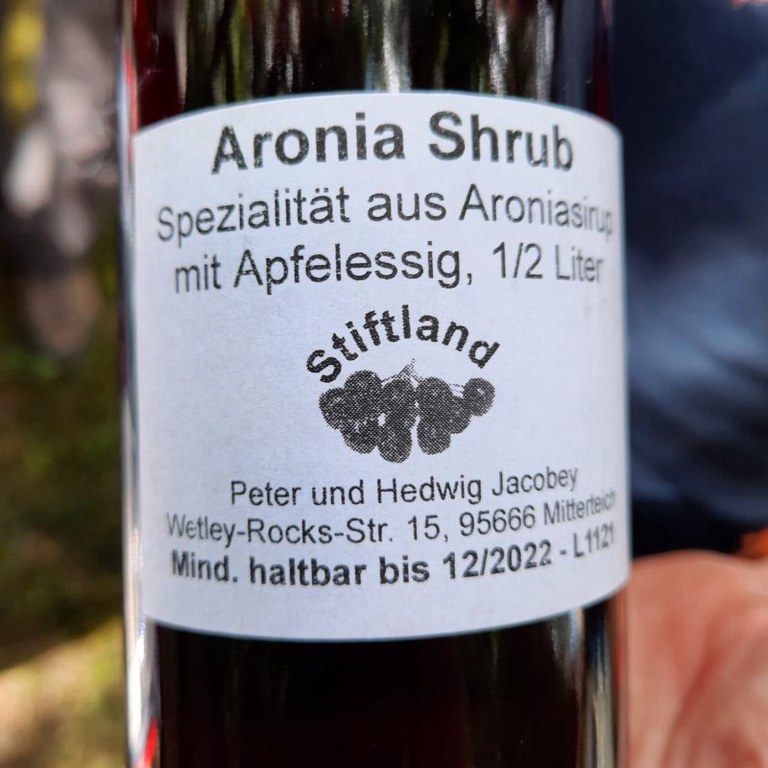 Aronia Shrub
Spezialität aus Aroniasirup
mit Apfelessig, 1/2 Liter
Stiftland
Peter und Hedwig Jacobey
Wetley-Rocks-Str. 15, 95666 Mitterteich
Mind. haltbar bis 12/2022 - L1121